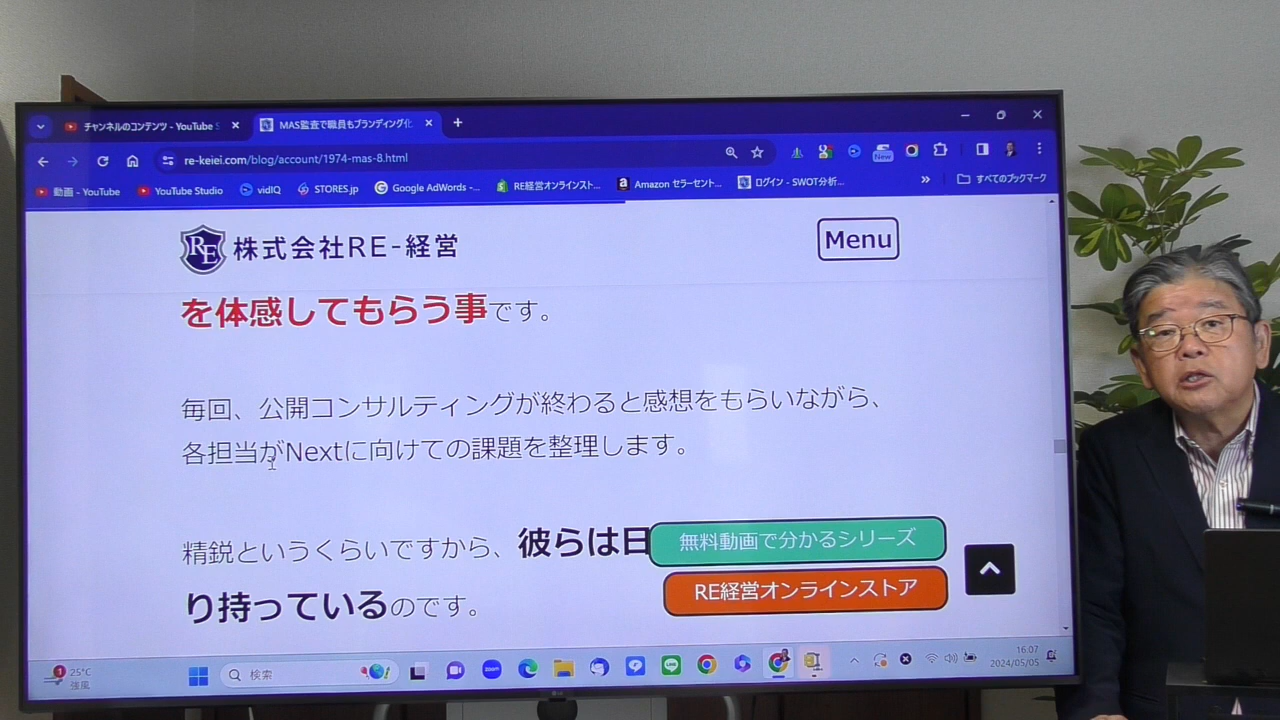 チャンネルのコンテンツ - YouTube S
MAS監査で職員もブランディング化
re-keiei.com/blog/account/1974-mas-8.html
New
動画 - YouTube
YouTube Studio
vidIQ
STORES.jp
Google AdWords -...
RE経営オンラインスト...
Amazon セラーセント...
ログイン - SWOT分析...
すべてのブックマーク
RE 株式会社RE-経営
Menu
を体感してもらう事です。
毎回、公開コンサルティングが終わると感想をもらいながら、
各担当がNextに向けての課題を整理します。
精鋭というくらいですから、彼らは日
り持っているのです。
無料動画で分かるシリーズ
RE経営オンラインストア
1
25°C
強風
検索
zoom
LINE
16:07
2024/05/05
LG